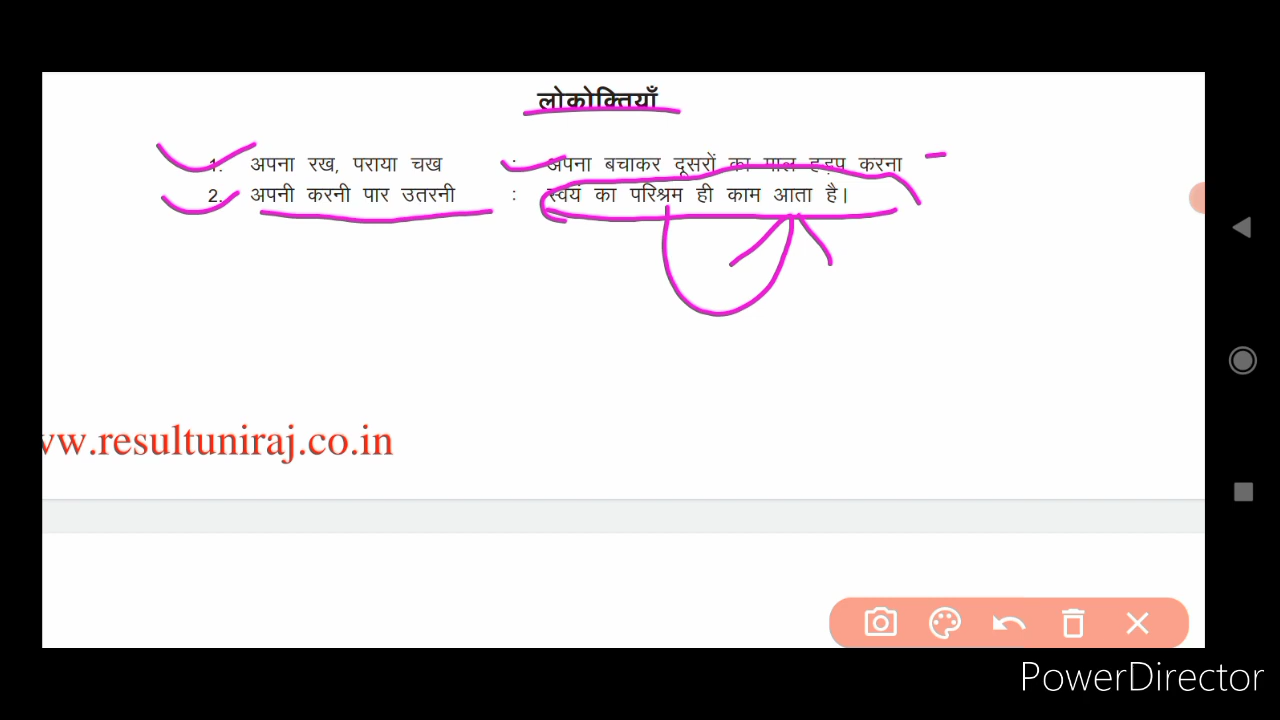 लोकोक्तियाँ
1. अपना रख, पराया चख : अपना बचाकर दूसरों का माल हड़प करना
2. अपनी करनी पार उतरनी : स्वयं का परिश्रम ही काम आता है।
ww.resultuniraj.co.in
PowerDirector